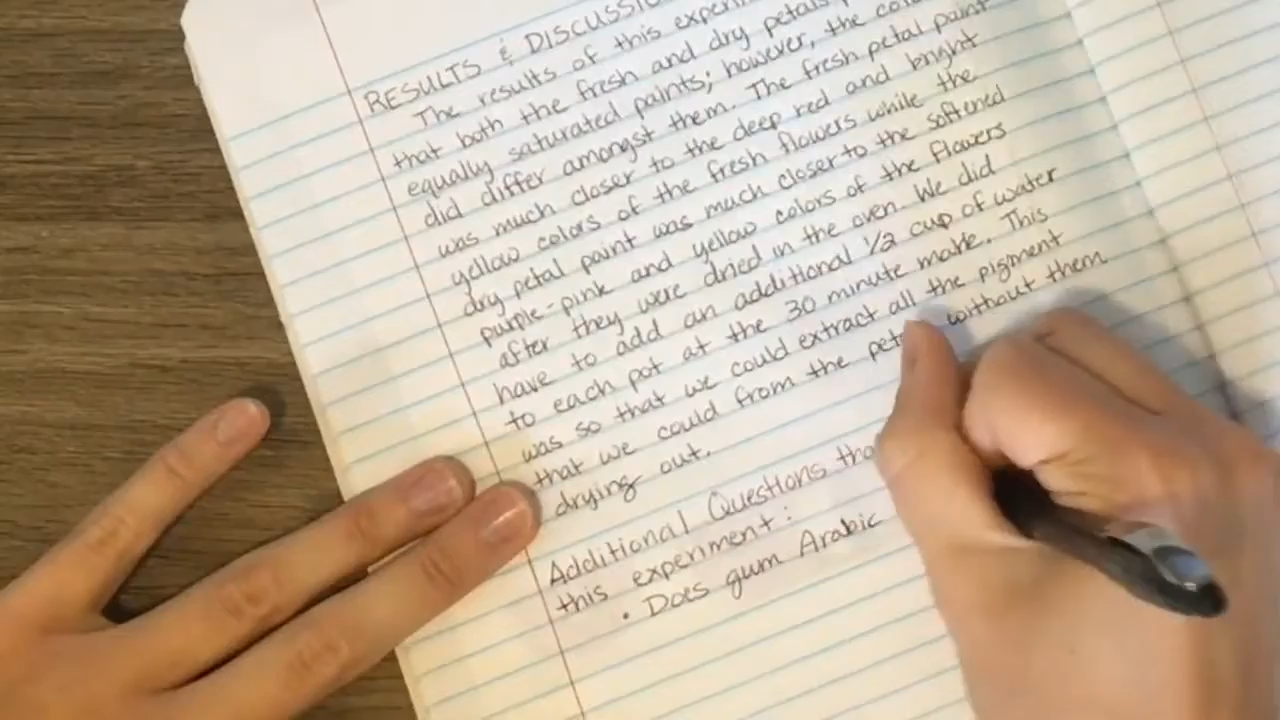 RESULTS & DISCUSSIO
The results of this experi
that both the fresh and dry petals
equally saturated paints; however, the colo
did differ amongst them. The fresh petal paint
was much closer to the deep red and bright
yellow colors of the fresh flowers while the
dry petal paint was much closer to the softened
purple-pink and yellow colors of the flowers
after they were dried in the oven. We did
have to add an additional 1/2 cup of water
to each pot at the 30 minute mark. This
was so that we could extract all the pigment
that we could from the pet without them
drying out.
Additional Questions tha
this experiment:
• Does gum Arabic